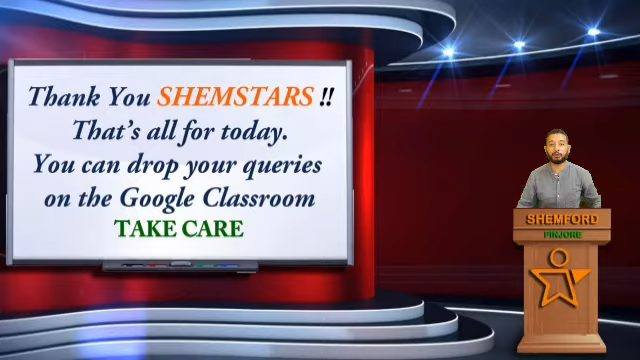 Thank You SHEMSTARS !!
That's all for today.
You can drop your queries
on the Google Classroom
TAKE CARE
SHEMFORD
PINJORE